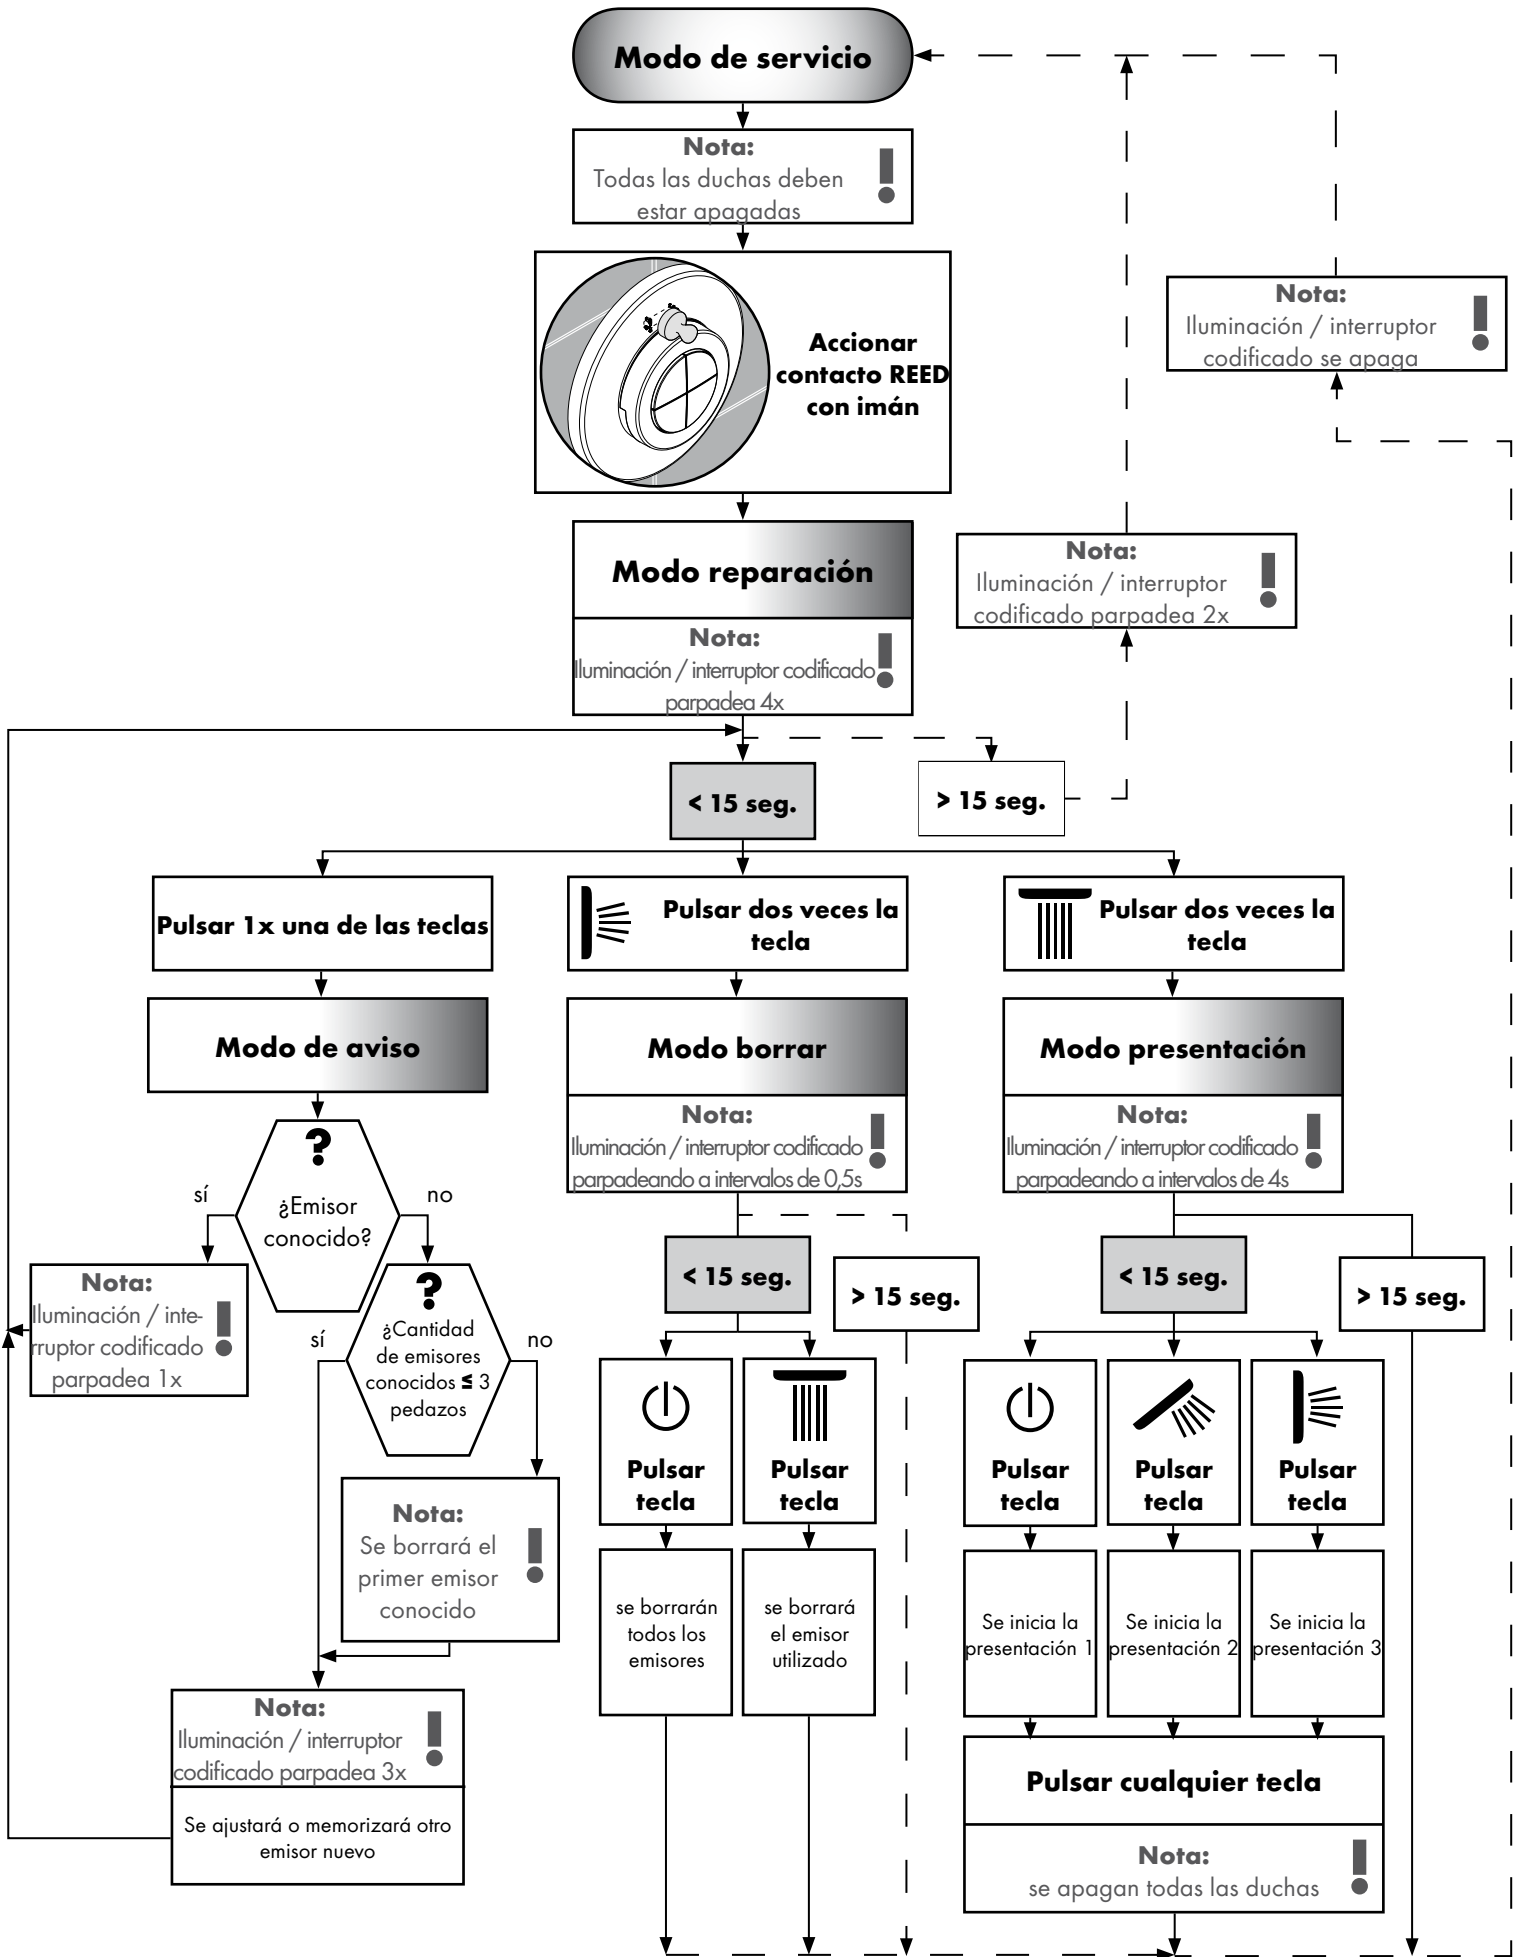 Modo de servicio
Nota:
Todas las duchas deben
estar apagadas
Accionar
contacto REED
con imán
Nota:
Iluminación / interruptor
codificado se apaga
Modo reparación
Nota:
Iluminación / interruptor codificado
parpadea 4x
Nota:
Iluminación / interruptor
codificado parpadea 2x
< 15 seg.
> 15 seg.
Pulsar 1x una de las teclas
Pulsar dos veces la
tecla
Pulsar dos veces la
tecla
Modo de aviso
Modo borrar
Nota:
Iluminación / interruptor codificado
parpadeando a intervalos de 0,5s
Modo presentación
Nota:
Iluminación / interruptor codificado
parpadeando a intervalos de 4s
?
¿Emisor
conocido?
sí
no
Nota:
Iluminación / inte-
rruptor codificado
parpadea 1x
?
¿Cantidad
de emisores
conocidos ≤ 3
pedazos
sí
no
Nota:
Se borrará el
primer emisor
conocido
Nota:
Iluminación / interruptor
codificado parpadea 3x
Se ajustará o memorizará otro
emisor nuevo
< 15 seg.
> 15 seg.
Pulsar
tecla
Pulsar
tecla
se borrarán
todos los
emisores
se borrará
el emisor
utilizado
< 15 seg.
> 15 seg.
Pulsar
tecla
Pulsar
tecla
Pulsar
tecla
Se inicia la
presentación 1
Se inicia la
presentación 2
Se inicia la
presentación 3
Pulsar cualquier tecla
Nota:
se apagan todas las duchas